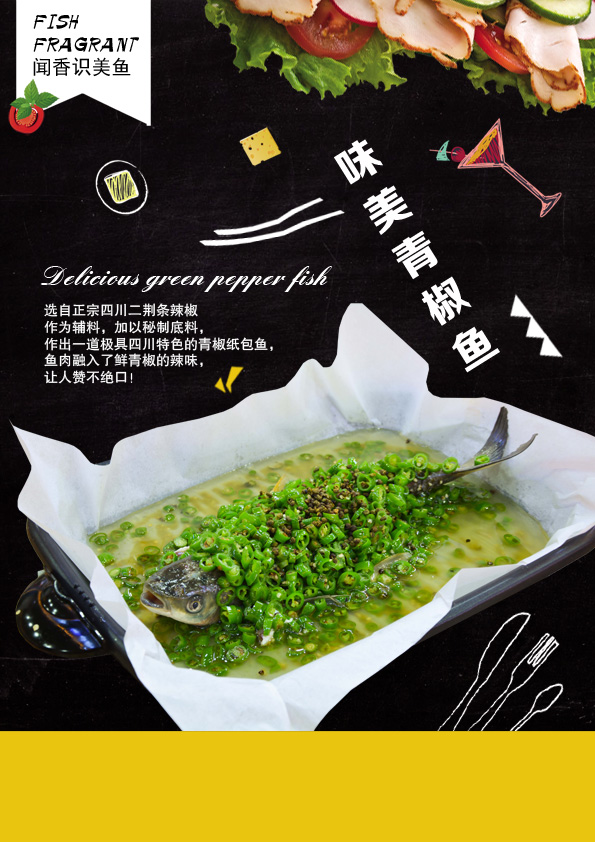 FISH
FRAGRANT
闻香识美鱼
味美青椒鱼
Delicious green pepper fish
选自正宗四川二荆条辣椒
作为辅料，加以秘制底料，
作出一道极具四川特色的青椒纸包鱼，
鱼肉融入了鲜青椒的辣味，
让人赞不绝口！